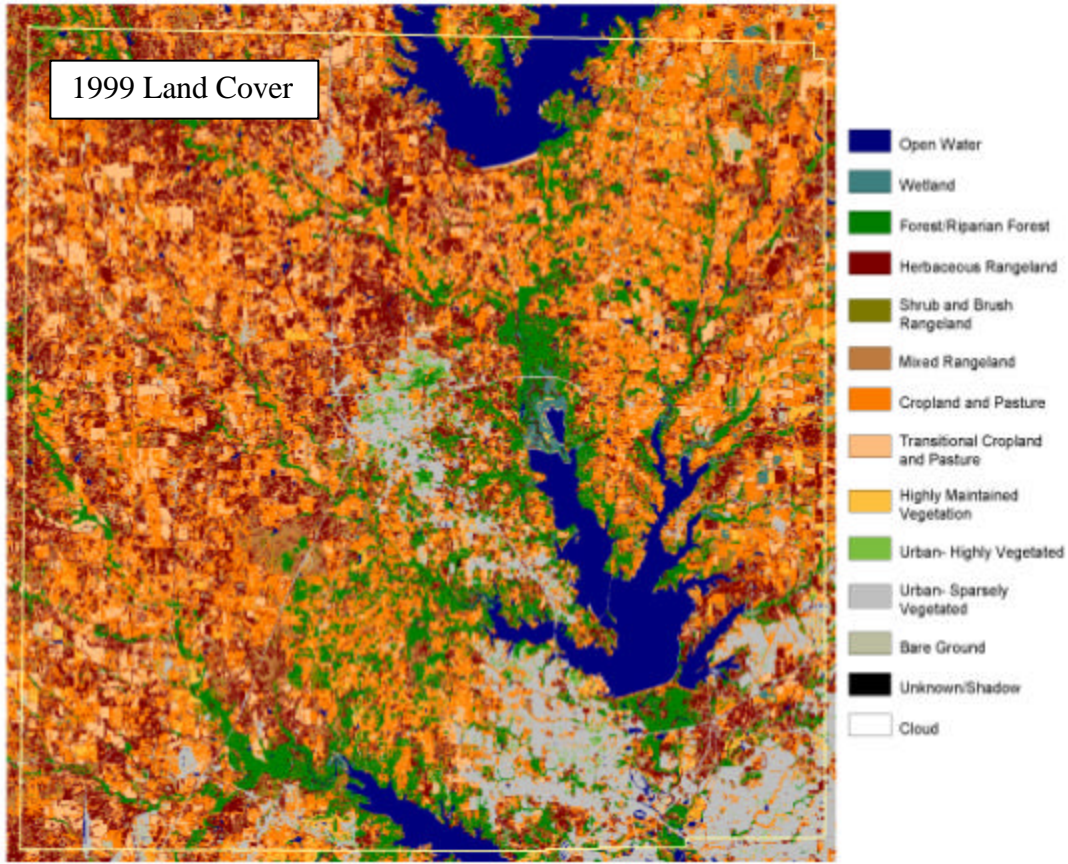 1999 Land Cover
Open Water
Wetland
Forest/Riparian Forest
Herbaceous Rangeland
Shrub and Brush
Rangeland
Mixed Rangeland
Cropland and Pasture
Transitional Cropland
and Pasture
Highly Maintained
Vegetation
Urban- Highly Vegetated
Urban- Sparsely
Vegetated
Bare Ground
Unknown/Shadow
Cloud